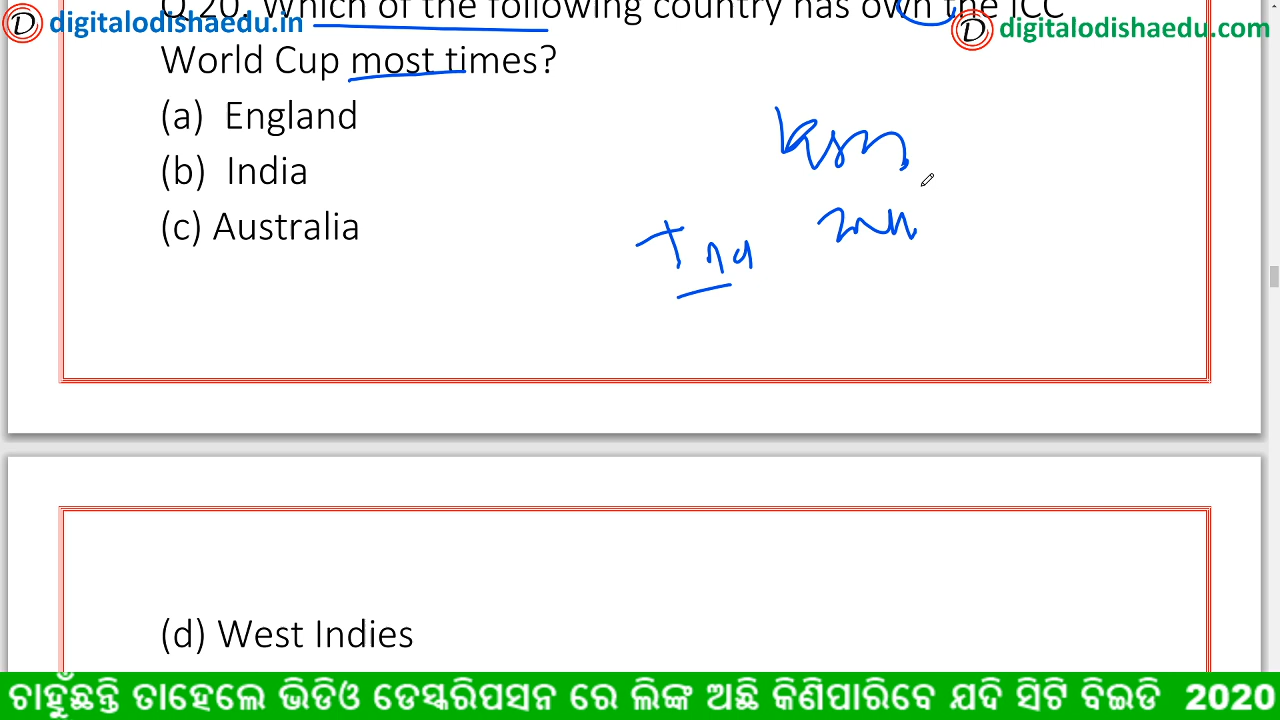 Q.20. Which of the following country has own the ICC
digitalodishaedu.in
digitalodishaedu.com
World Cup most times?
(a) England
(b) India
(c) Australia
Ind
(d) West Indies
ଚାହୁଁଛନ୍ତି ତାହେଲେ ଭିଡିଓ ଡେସ୍କରିପସନ ରେ ଲିଙ୍କ ଅଛି କିଣିପାରିବେ ଯଦି ସିଟି ବିଇଡି 2020